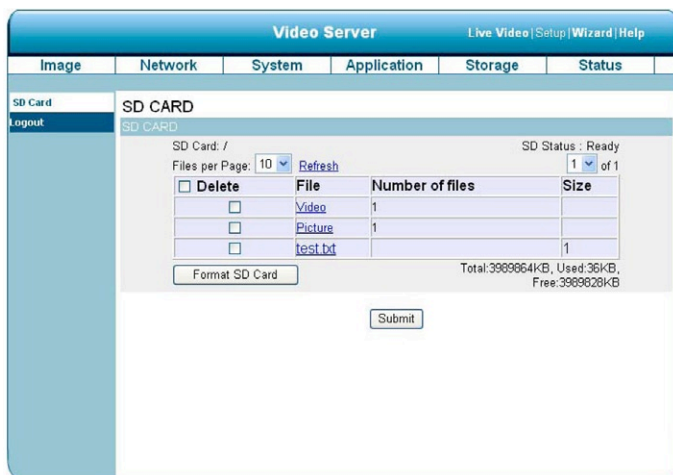 Video Server
Live Video | Setup | Wizard | Help
Image Network System Application Storage Status
SD Card
Logout
SD CARD
SD CARD
SD Card: / SD Status : Ready
Files per Page: 10 Refresh 1 of 1
Delete File Number of files Size
Video 1
Picture 1
test.txt 1
Format SD Card
Total:3989864KB, Used:36KB,
Free:3989828KB
Submit